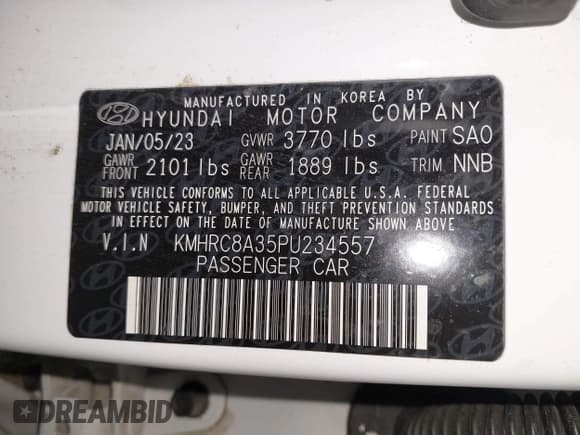 MANUFACTURED IN KOREA BY
HYUNDAI MOTOR COMPANY
JAN/05/23 GVWR 3770 lbs PAINT SAO
GAWR FRONT 2101 lbs GAWR REAR 1889 lbs TRIM NNB
THIS VEHICLE CONFORMS TO ALL APPLICABLE U.S.A. FEDERAL
MOTOR VEHICLE SAFETY, BUMPER, AND THEFT PREVENTION STANDARDS
IN EFFECT ON THE DATE OF MANUFACTURE SHOWN ABOVE
V.I.N KMHRC8A35PU234557
PASSENGER CAR
DREAMBID